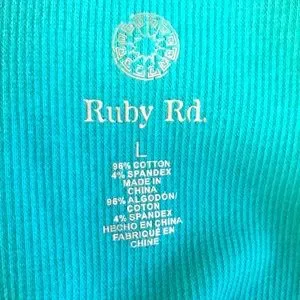 Ruby Rd.
L
96% COTTON
4% SPANDEX
MADE IN
CHINA
96% ALGODÓN/
COTON
4% SPANDEX
HECHO EN CHINA
FABRIQUÉ EN
CHINE